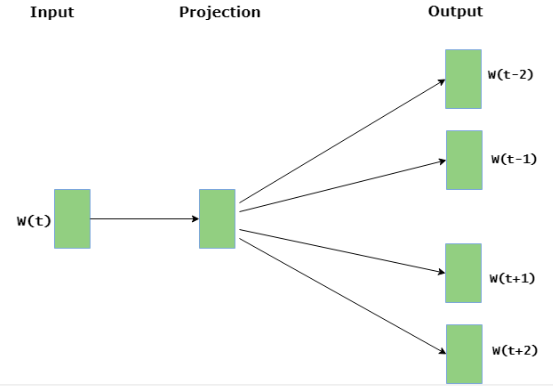 Input Projection Output
W(t-2)
W(t-1)
W(t)
W(t+1)
W(t+2)